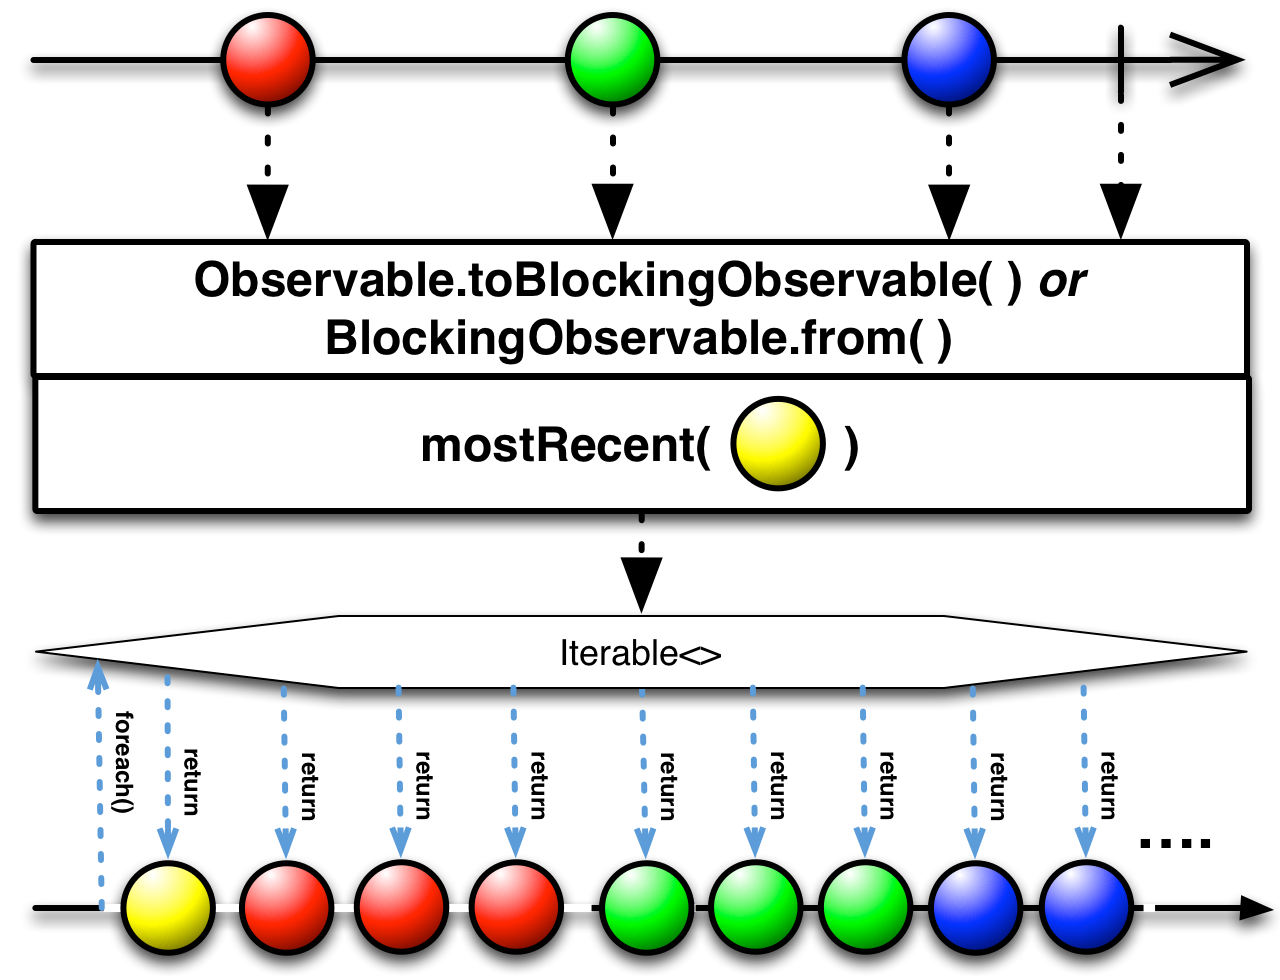 Observable.toBlockingObservable( ) or
BlockingObservable.from( )
mostRecent( )
Iterable<>
foreach()
return
return
return
return
return
return
return
return
return